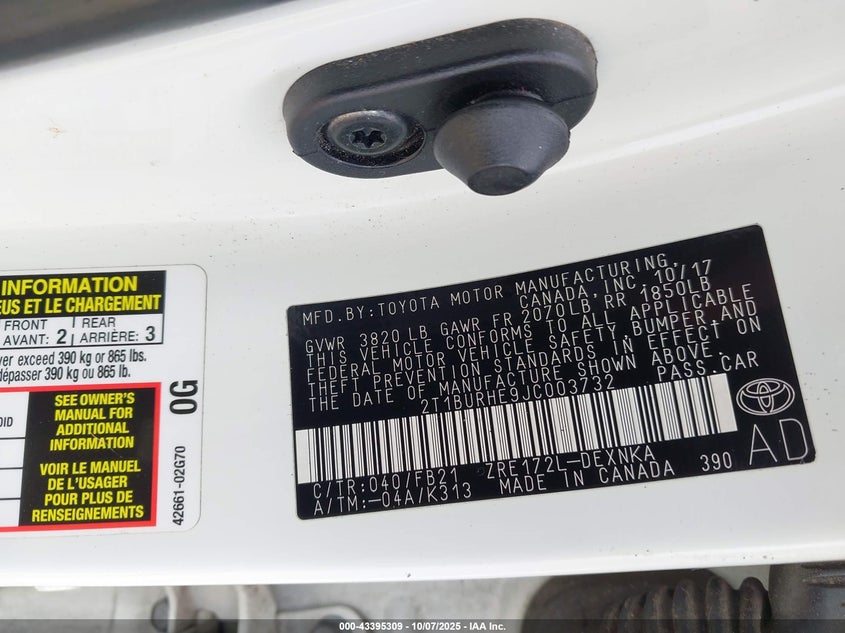 INFORMATION
EUS ET LE CHARGEMENT
FRONT
AVANT: 2
REAR
ARRIÈRE: 3
ver exceed 390 kg or 865 lbs.
dépasser 390 kg ou 865 lb.
SEE OWNER'S
MANUAL FOR
ADDITIONAL
INFORMATION
VOIR LE MANUEL
DE L'USAGER
POUR PLUS DE
RENSEIGNEMENTS
0G
42661-02G70
MFD.BY:TOYOTA MOTOR MANUFACTURING,
CANADA,INC. 10/17
GVWR 3820 LB GAWR FR 2070LB,RR 1850LB
THIS VEHICLE CONFORMS TO ALL APPLICABLE
FEDERAL MOTOR VEHICLE SAFETY, BUMPER AND
THEFT PREVENTION STANDARDS IN EFFECT ON
THE DATE OF MANUFACTURE SHOWN ABOVE.
2T1BURHE9JC003732 PASS.CAR
C/TR:040/FB21 ZRE172L-DEXNKA
A/TM:-04A/K313 MADE IN CANADA 390
AD
000-43395309 - 10/07/2025 - IAA Inc.